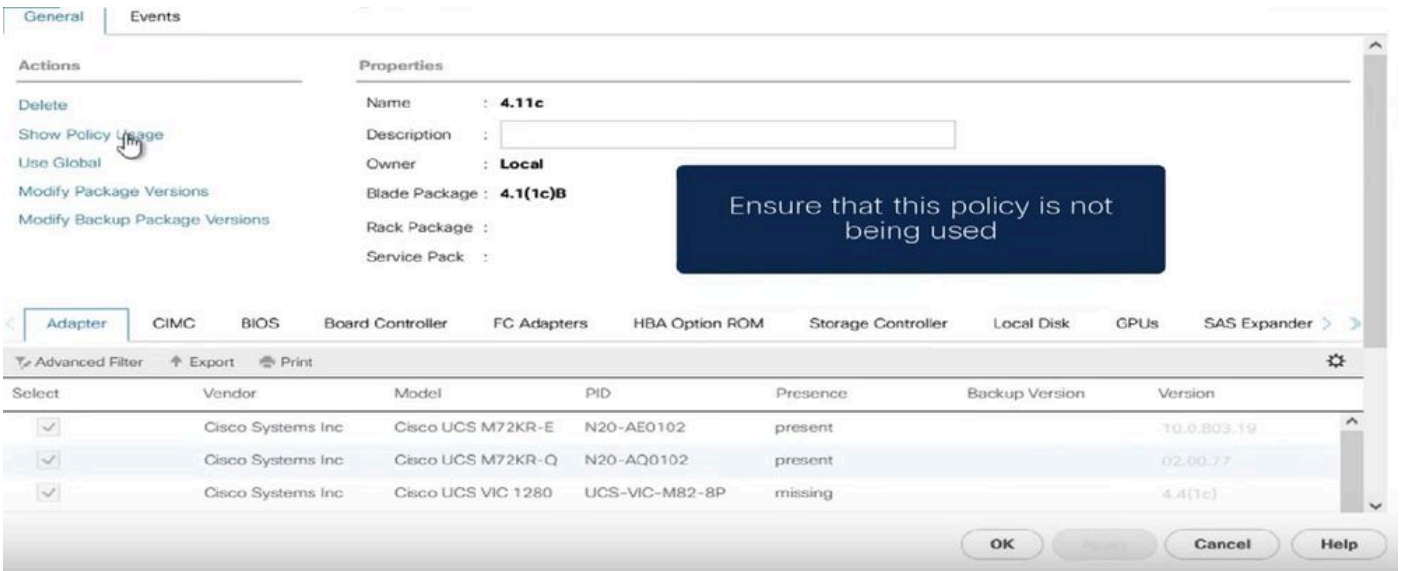 General Events
Actions Properties
Delete Name : 4.11c
Show Policy Usage Description :
Use Global Owner : Local
Modify Package Versions Blade Package : 4.1(1c)B
Modify Backup Package Versions Rack Package :
Service Pack :
Ensure that this policy is not
being used
Adapter CIMC BIOS Board Controller FC Adapters HBA Option ROM Storage Controller Local Disk GPUs SAS Expander
Advanced Filter Export Print
Select Vendor Model PID Presence Backup Version Version
Cisco Systems Inc Cisco UCS M72KR-E N20-AE0102 present 10.0.803.19
Cisco Systems Inc Cisco UCS M72KR-Q N20-AQ0102 present 02.00.77
Cisco Systems Inc Cisco UCS VIC 1280 UCS-VIC-M82-8P missing 4.4(1c)
OK Apply Cancel Help